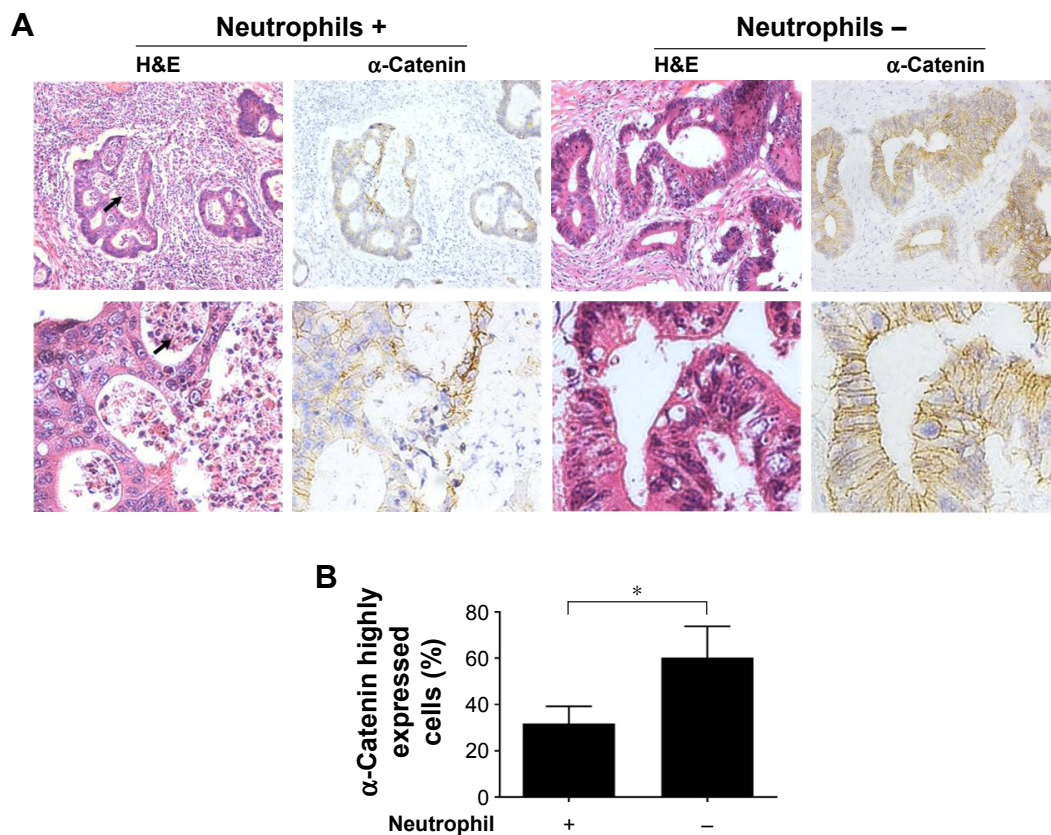 A
Neutrophils +
Neutrophils –
H&E
α-Catenin
H&E
α-Catenin
B
α-Catenin highly
expressed
cells (%)
*
80
60
40
20
0
Neutrophil + –